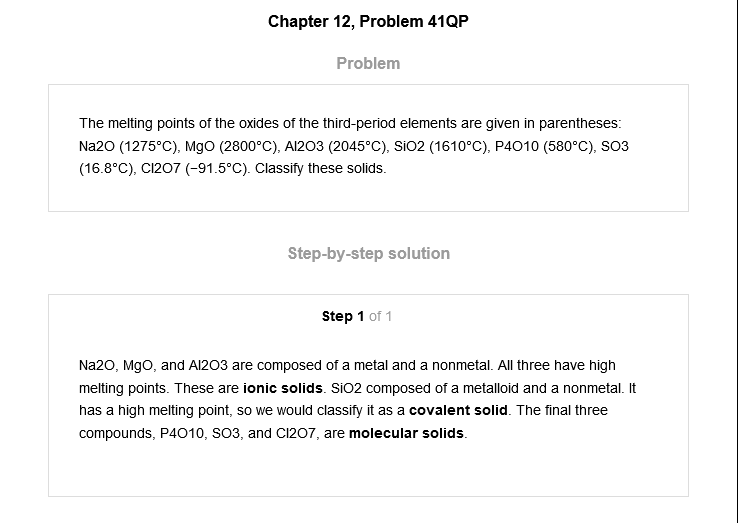 Chapter 12, Problem 41QP
Problem
The melting points of the oxides of the third-period elements are given in parentheses:
Na2O (1275°C), MgO (2800°C), Al2O3 (2045°C), SiO2 (1610°C), P4O10 (580°C), SO3
(16.8°C), Cl2O7 (−91.5°C). Classify these solids.
Step-by-step solution
Step 1 of 1
Na2O, MgO, and Al2O3 are composed of a metal and a nonmetal. All three have high
melting points. These are ionic solids. SiO2 composed of a metalloid and a nonmetal. It
has a high melting point, so we would classify it as a covalent solid. The final three
compounds, P4O10, SO3, and Cl2O7, are molecular solids.